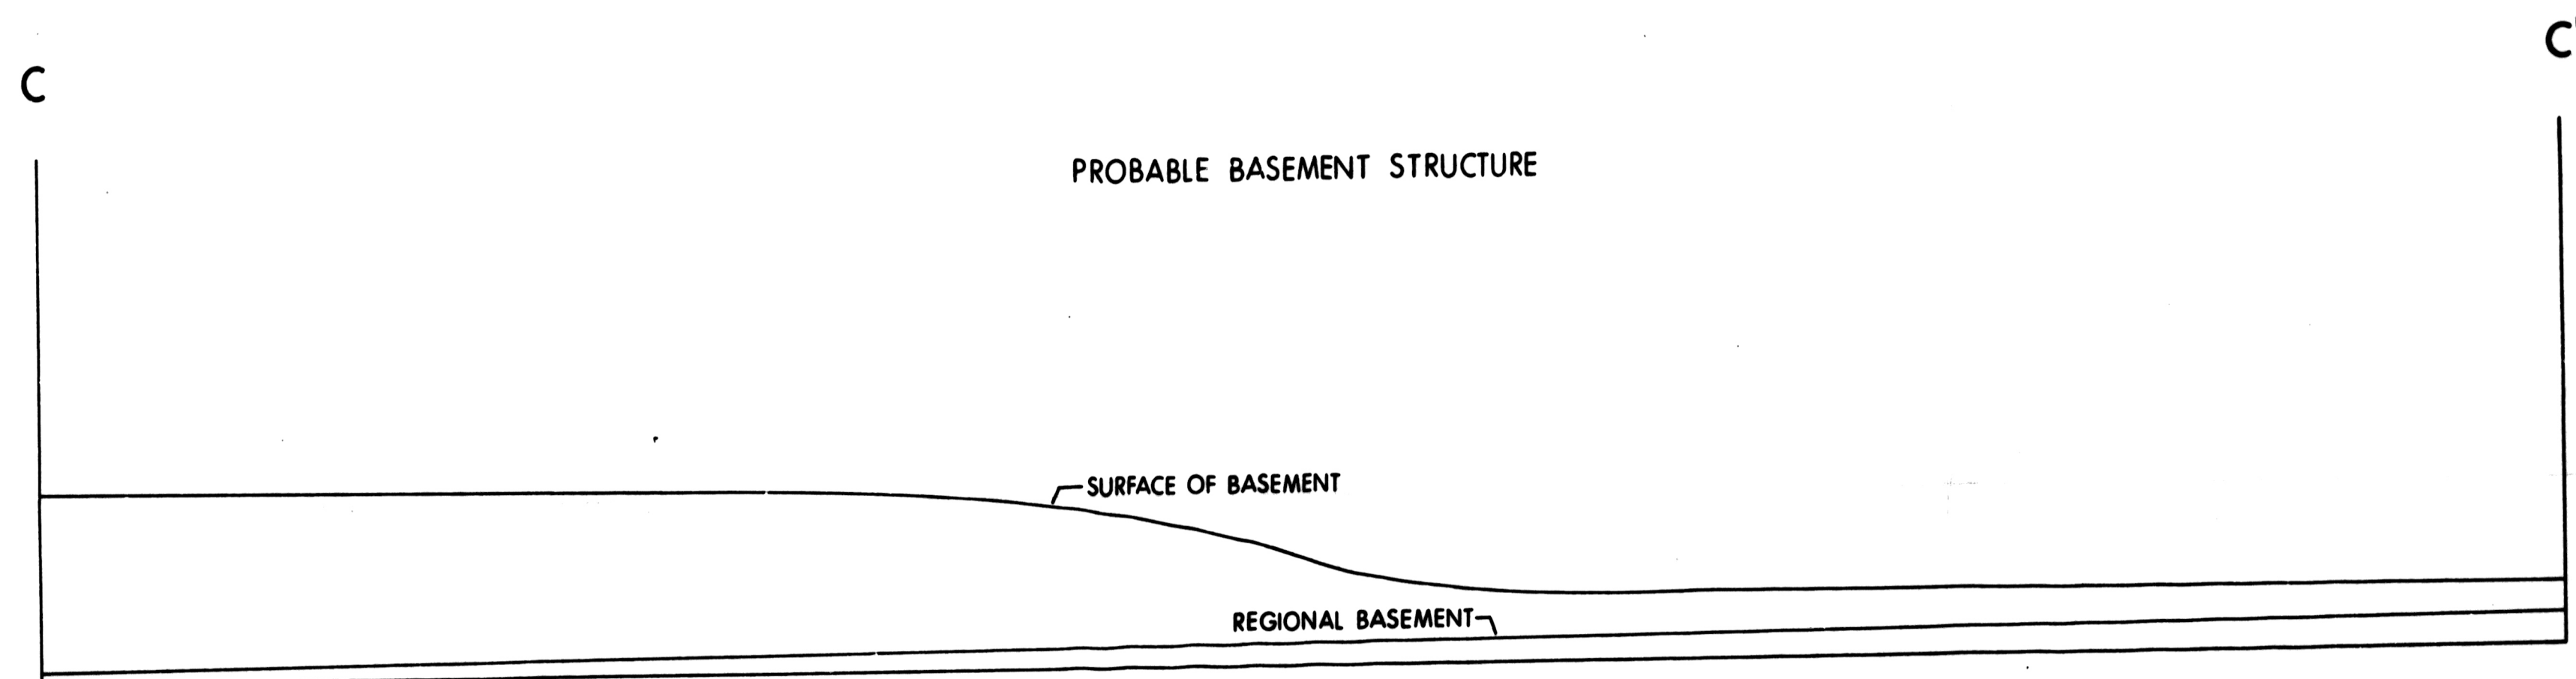 C
C'
PROBABLE BASEMENT STRUCTURE
SURFACE OF BASEMENT
REGIONAL BASEMENT